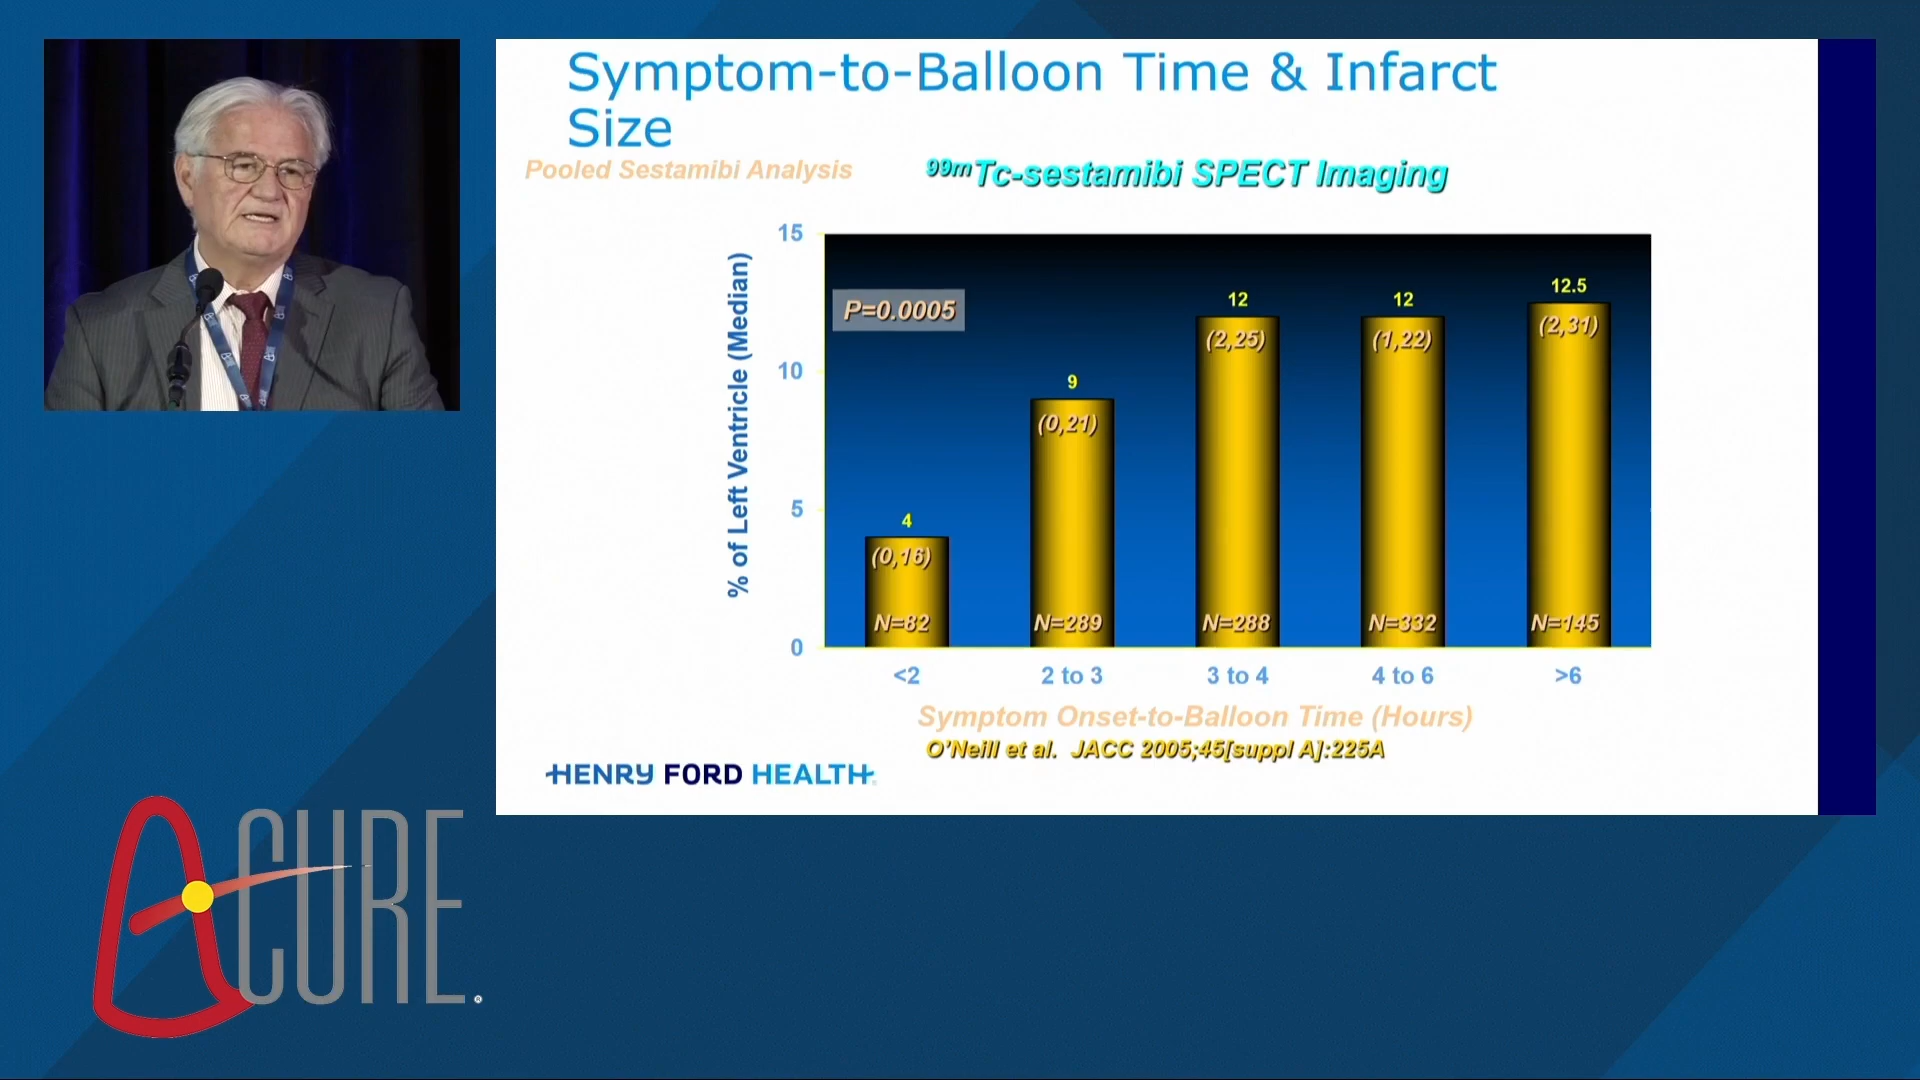 Symptom-to-Balloon Time & Infarct
Size
Pooled Sestamibi Analysis
99mTc-sestamibi SPECT Imaging
% of Left Ventricle (Median)
15
10
5
0
P=0.0005
4
(0,16)
N=82
9
(0,21)
N=289
12
(2,25)
N=288
12
(1,22)
N=332
12.5
(2,31)
N=145
<2
2 to 3
3 to 4
4 to 6
>6
Symptom Onset-to-Balloon Time (Hours)
O'Neill et al. JACC 2005;45[suppl A]:225A
HENRY FORD HEALTH
ACURE®